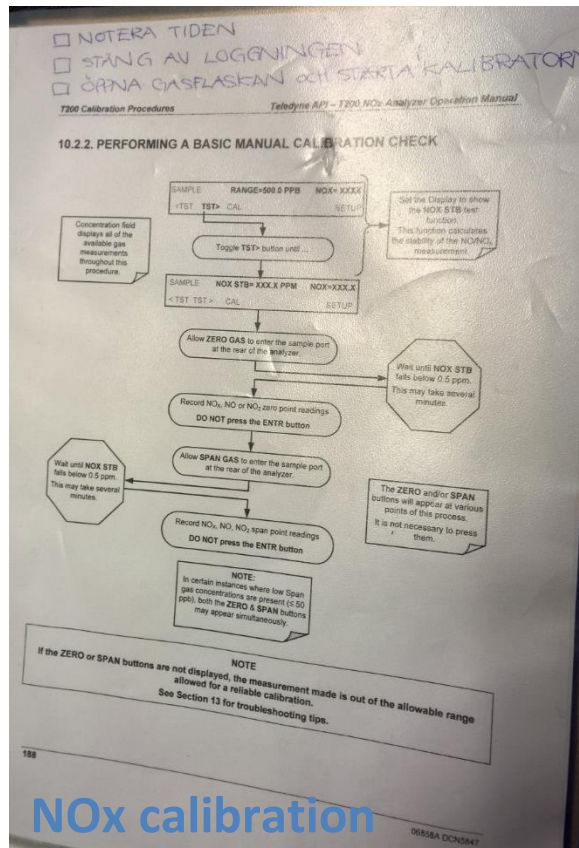 □ NOTERA TIDEN
□ STÄNG AV LOGGNINGEN
□ ÖPPNA GASFLASKAN OCH STARTA KALIBRATORN
T200 Calibration Procedures
Teledyne API – T200 NOx Analyzer Operation Manual
10.2.2. PERFORMING A BASIC MANUAL CALIBRATION CHECK
SAMPLE RANGE=500.0 PPB NOX= XXXX
<TST TST> CAL SETUP
Set the Display to show
the NOX STB test
function.
This function calculates
the stability of the NO/NOx
measurement.
Concentration field
displays all of the
available gas
measurements
throughout this
procedure.
Toggle TST> button until ...
SAMPLE NOX STB= XXX.X PPM NOX=XXX.X
< TST TST > CAL SETUP
Allow ZERO GAS to enter the sample port
at the rear of the analyzer.
Wait until NOX STB
falls below 0.5 ppm.
This may take several
minutes.
Record NOX, NO or NO2 zero point readings
DO NOT press the ENTR button
Allow SPAN GAS to enter the sample port
at the rear of the analyzer.
Wait until NOX STB
falls below 0.5 ppm.
This may take several
minutes.
The ZERO and/or SPAN
buttons will appear at various
points of this process.
It is not necessary to press
them.
Record NOX, NO, NO2 span point readings
DO NOT press the ENTR button
NOTE:
In certain instances where low Span
gas concentrations are present (≤ 50
ppb), both the ZERO & SPAN buttons
may appear simultaneously.
NOTE
If the ZERO or SPAN buttons are not displayed, the measurement made is out of the allowable range
allowed for a reliable calibration.
See Section 13 for troubleshooting tips.
188
06858A DCN5847
NOx calibration